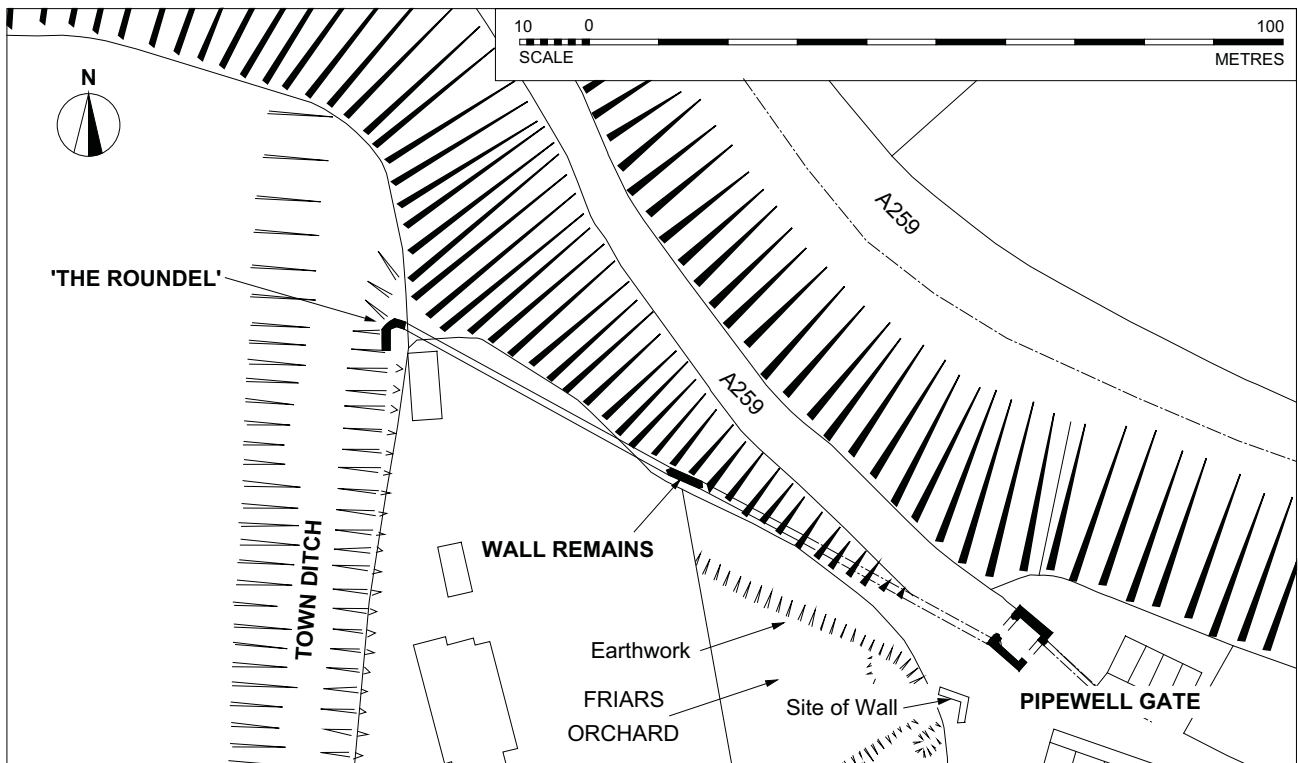 10 0 100
SCALE METRES
N
A259
'THE ROUNDEL'
A259
WALL REMAINS
TOWN DITCH
Earthwork
FRIARS
ORCHARD
Site of Wall
PIPEWELL GATE